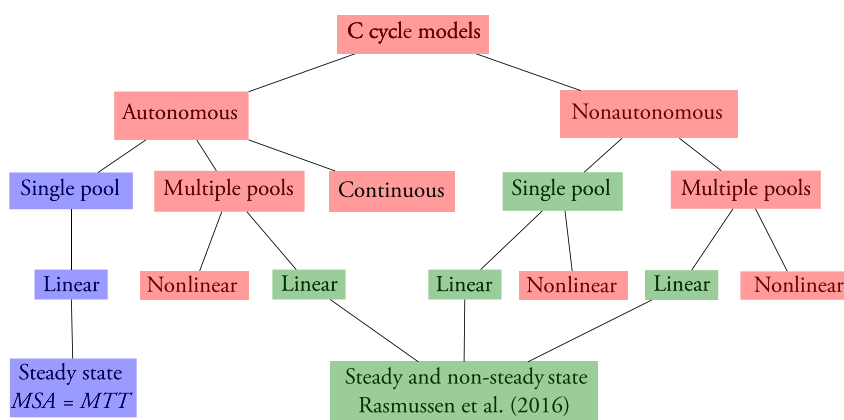 C cycle models
Autonomous
Nonautonomous
Single pool
Multiple pools
Continuous
Single pool
Multiple pools
Linear
Nonlinear
Linear
Linear
Nonlinear
Linear
Nonlinear
Steady state
MSA = MTT
Steady and non-steady state
Rasmussen et al. (2016)